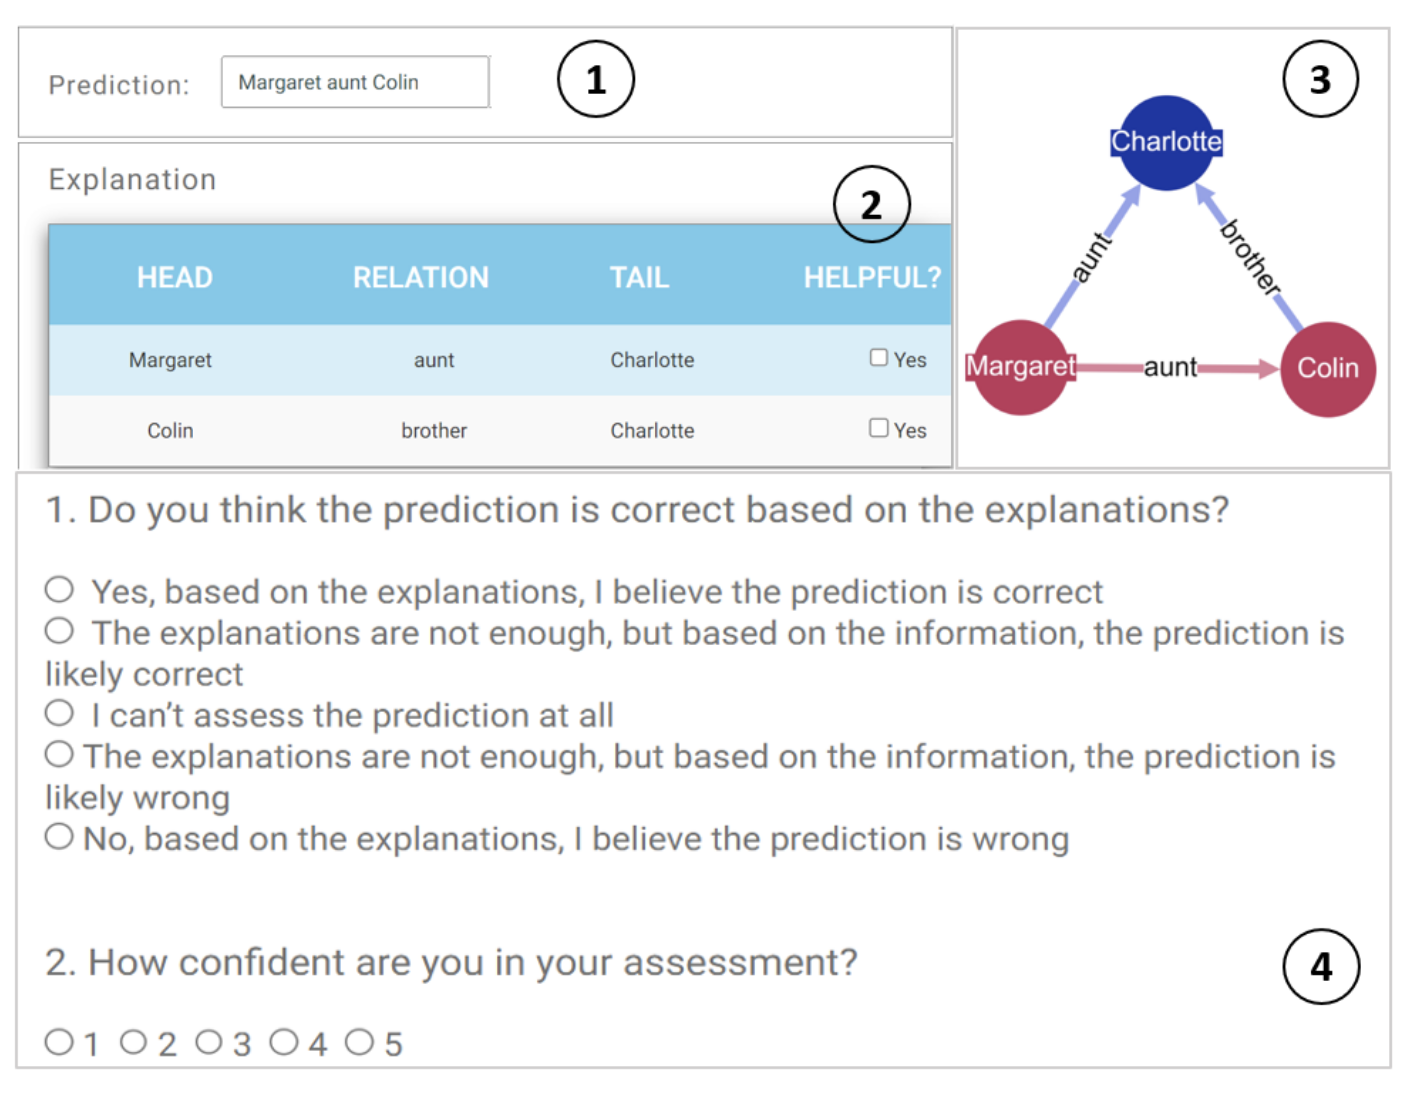 Prediction:
Margaret aunt Colin
1
Explanation
2
HEAD RELATION TAIL HELPFUL?
Margaret aunt Charlotte Yes
Colin brother Charlotte Yes
3
Charlotte
aunt
brother
Margaret
aunt
Colin
1. Do you think the prediction is correct based on the explanations?
Yes, based on the explanations, I believe the prediction is correct
The explanations are not enough, but based on the information, the prediction is
likely correct
I can't assess the prediction at all
The explanations are not enough, but based on the information, the prediction is
likely wrong
No, based on the explanations, I believe the prediction is wrong
2. How confident are you in your assessment?
4
1 2 3 4 5